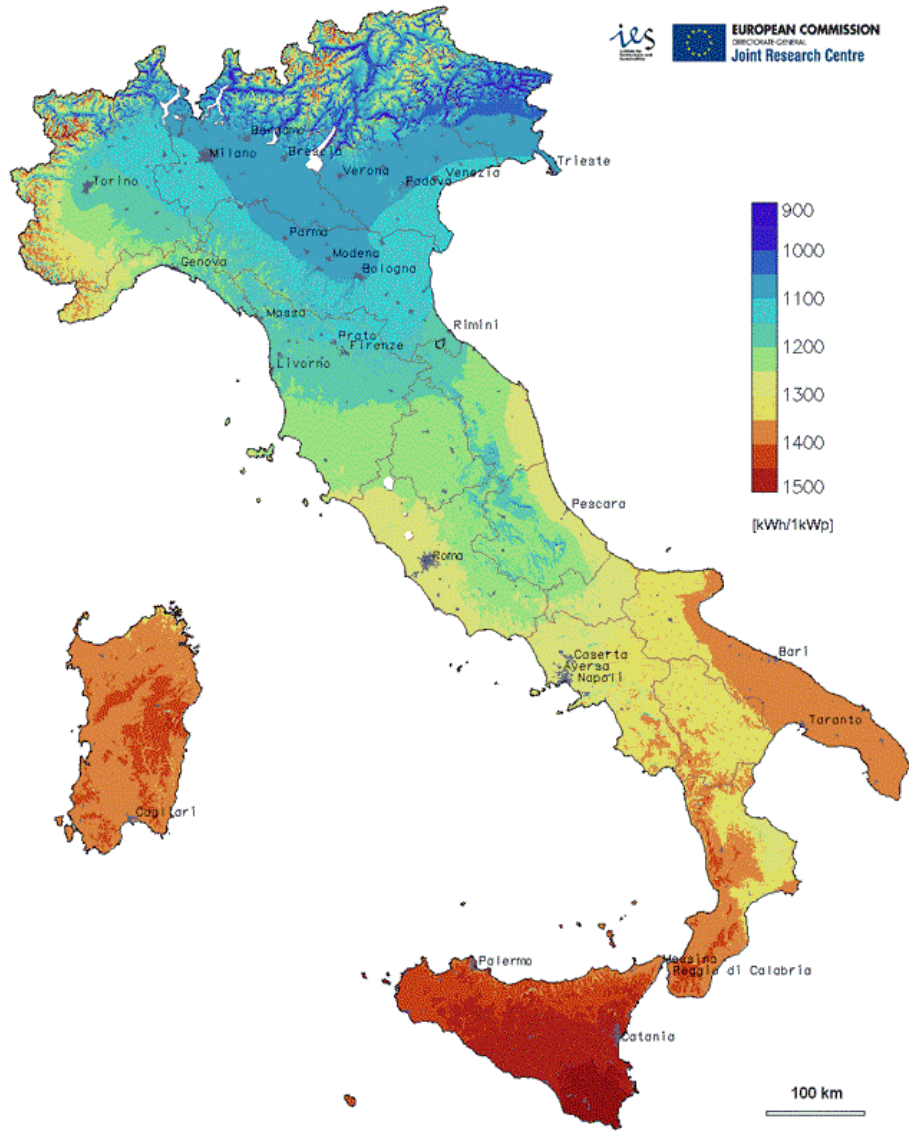 ies
EUROPEAN COMMISSION
DIRECTORATE-GENERAL
Joint Research Centre
Bergamo
Milano
Brescia
Verona
Padova
Venezia
Trieste
Torino
Parma
Modena
Bologna
Genova
Massa
Prato
Firenze
Rimini
Livorno
900
1000
1100
1200
1300
1400
1500
[kWh/1kWp]
Pescara
Roma
Caserta
Aversa
Napoli
Bari
Taranto
Cagliari
Palermo
Messina
Reggio di Calabria
Catania
100 km